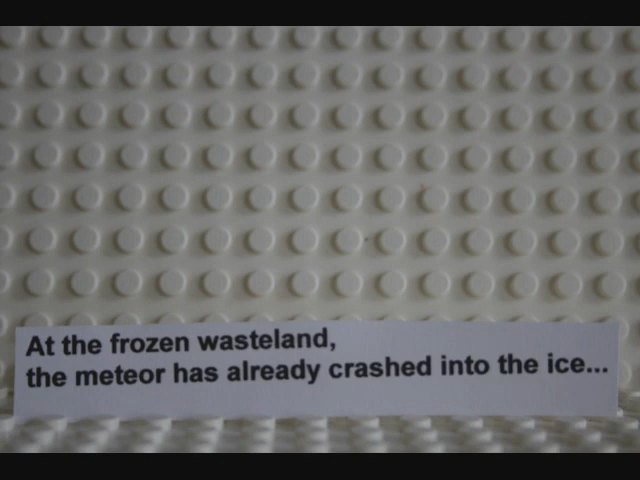 At the frozen wasteland,
the meteor has already crashed into the ice...